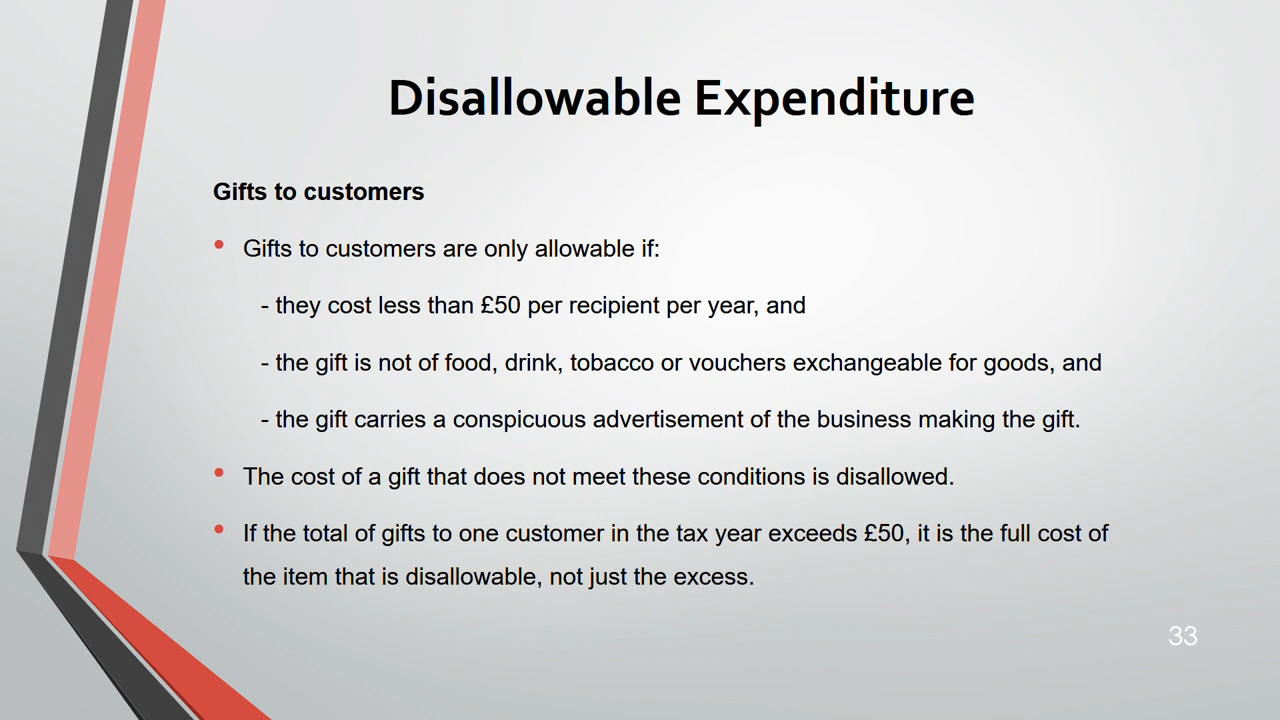 Disallowable Expenditure
Gifts to customers
• Gifts to customers are only allowable if:
- they cost less than £50 per recipient per year, and
- the gift is not of food, drink, tobacco or vouchers exchangeable for goods, and
- the gift carries a conspicuous advertisement of the business making the gift.
• The cost of a gift that does not meet these conditions is disallowed.
• If the total of gifts to one customer in the tax year exceeds £50, it is the full cost of
the item that is disallowable, not just the excess.
33